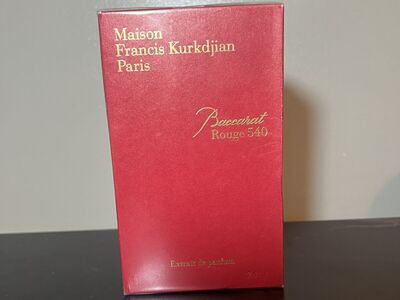 Maison
Francis Kurkdjian
Paris
Baccarat
Rouge 540
Extrait de parfum